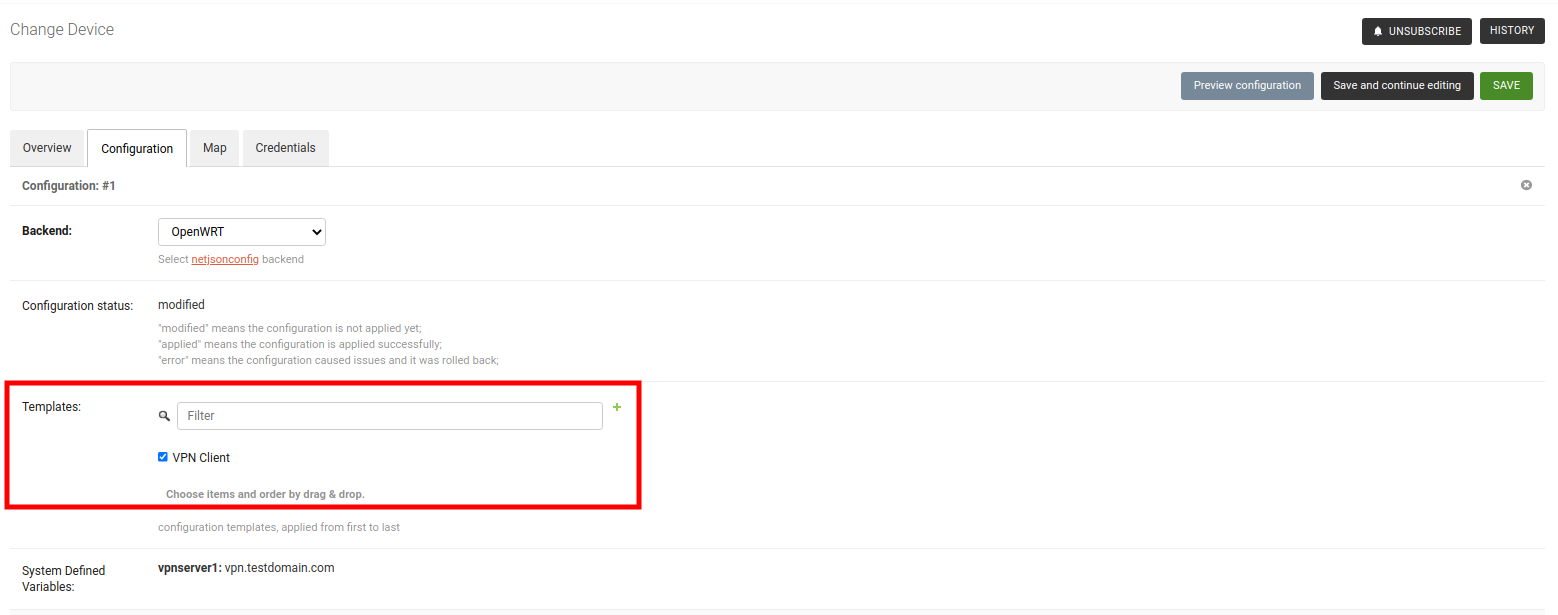 Change Device
UNSUBSCRIBE
HISTORY
Preview configuration
Save and continue editing
SAVE
Overview
Configuration
Map
Credentials
Configuration: #1
Backend:
OpenWRT
Select netjsonconfig backend
Configuration status:
modified
"modified" means the configuration is not applied yet;
"applied" means the configuration is applied successfully;
"error" means the configuration caused issues and it was rolled back;
Templates:
Filter
VPN Client
Choose items and order by drag & drop.
configuration templates, applied from first to last
System Defined
Variables:
vpnserver1: vpn.testdomain.com